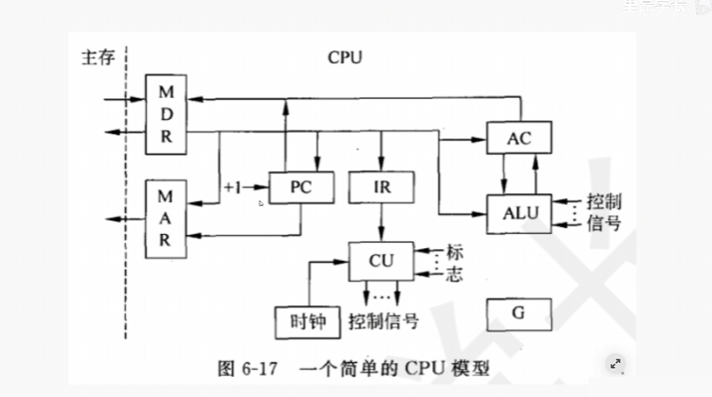 主存
CPU
M
D
R
AC
+1
PC
IR
M
A
R
ALU
控制
信号
CU
标
志
时钟
控制信号
G
图 6-17 一个简单的 CPU 模型